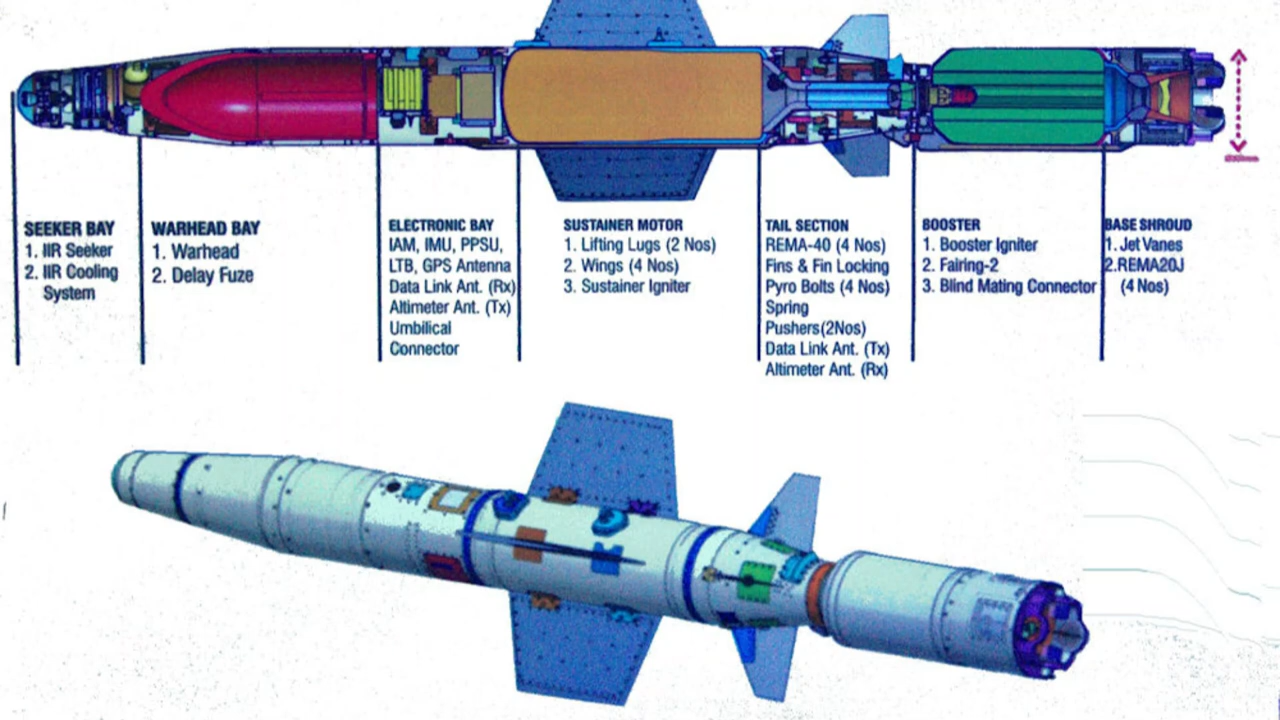 SEEKER BAY
1. IIR Seeker
2. IIR Cooling
System
WARHEAD BAY
1. Warhead
2. Delay Fuze
ELECTRONIC BAY
IAM, IMU, PPSU,
LTB, GPS Antenna
Data Link Ant. (Rx)
Altimeter Ant. (Tx)
Umbilical
Connector
SUSTAINER MOTOR
1. Lifting Lugs (2 Nos)
2. Wings (4 Nos)
3. Sustainer Igniter
TAIL SECTION
REMA-40 (4 Nos)
Fins & Fin Locking
Pyro Bolts (4 Nos)
Spring
Pushers(2Nos)
Data Link Ant. (Tx)
Altimeter Ant. (Rx)
BOOSTER
1. Booster Igniter
2. Fairing-2
3. Blind Mating Connector
BASE SHROUD
1. Jet Vanes
2.REMA20J
(4 Nos)